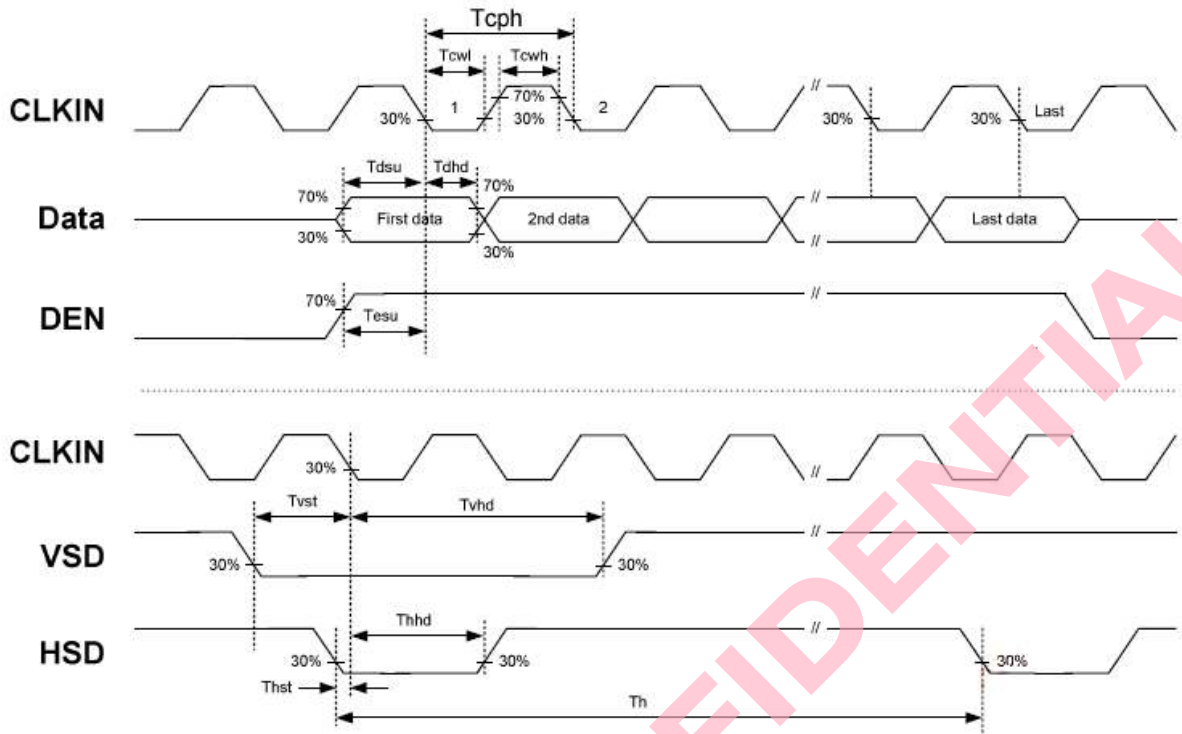 Tcph
Tcwl Tcwh
CLKIN 30% 1 70% 30% 2 // 30% 30% Last
Tdsu Tdhd
70% 70%
Data First data 2nd data // // Last data
30% 30%
DEN 70% //
Tesu
CLKIN 30% //
Tvst Tvhd
VSD 30% 30% //
Thhd
HSD 30% 30% // 30%
Thst
Th
FIDENTIAL